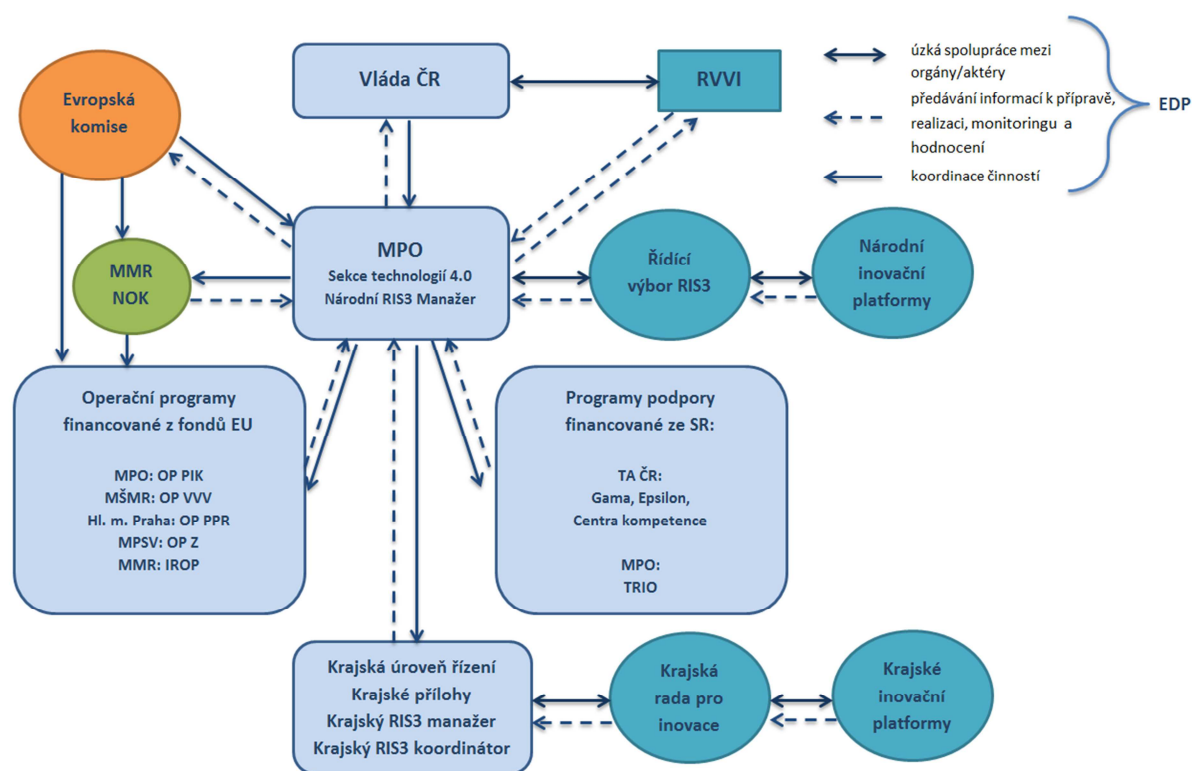 Vláda ČR
RVVI
Evropská
komise
úzká spolupráce mezi
orgány/aktéry
předávání informací k přípravě,
realizaci, monitoringu a
hodnocení
koordinace činností
EDP
MPO
Sekce technologií 4.0
Národní RIS3 Manažer
MMR
NOK
Řídící
výbor RIS3
Národní
inovační
platformy
Operační programy
financované z fondů EU
MPO: OP PIK
MŠMR: OP VVV
Hl. m. Praha: OP PPR
MPSV: OP Z
MMR: IROP
Programy podpory
financované ze SR:
TA ČR:
Gama, Epsilon,
Centra kompetence
MPO:
TRIO
Krajská úroveň řízení
Krajské přílohy
Krajský RIS3 manažer
Krajský RIS3 koordinátor
Krajská
rada pro
inovace
Krajské
inovační
platformy